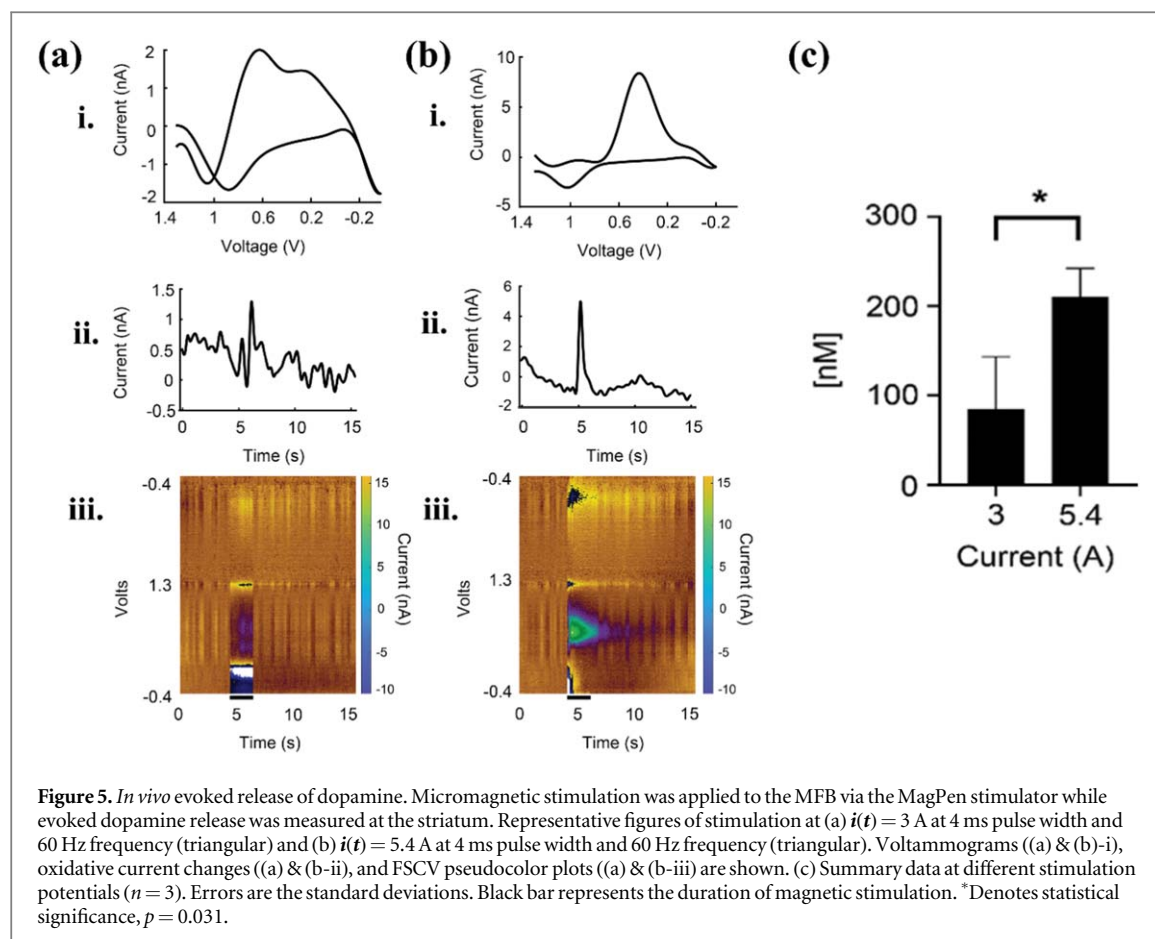 (a)
i.
Current (nA)
2
1
0
-1
-2
1.4 1 0.6 0.2 -0.2
Voltage (V)
ii.
Current (nA)
1.5
1
0.5
0
-0.5
0 5 10 15
Time (s)
iii.
Volts
-0.4
1.3
-0.4
0 5 10 15
Time (s)
15
10
5
0
-5
-10
Current (nA)
(b)
i.
Current (nA)
10
5
0
-5
1.4 1 0.6 0.2 -0.2
Voltage (V)
ii.
Current (nA)
6
4
2
0
-2
0 5 10 15
Time (s)
iii.
Volts
-0.4
1.3
-0.4
0 5 10 15
Time (s)
15
10
5
0
-5
-10
Current (nA)
(c)
[nM]
300
200
100
0
*
3 5.4
Current (A)
Figure 5. In vivo evoked release of dopamine. Micromagnetic stimulation was applied to the MFB via the MagPen stimulator while
evoked dopamine release was measured at the striatum. Representative figures of stimulation at (a) i(t) = 3 A at 4 ms pulse width and
60 Hz frequency (triangular) and (b) i(t) = 5.4 A at 4 ms pulse width and 60 Hz frequency (triangular). Voltammograms ((a) & (b)-i),
oxidative current changes ((a) & (b-ii), and FSCV pseudocolor plots ((a) & (b-iii) are shown. (c) Summary data at different stimulation
potentials (n = 3). Errors are the standard deviations. Black bar represents the duration of magnetic stimulation. *Denotes statistical
significance, p = 0.031.